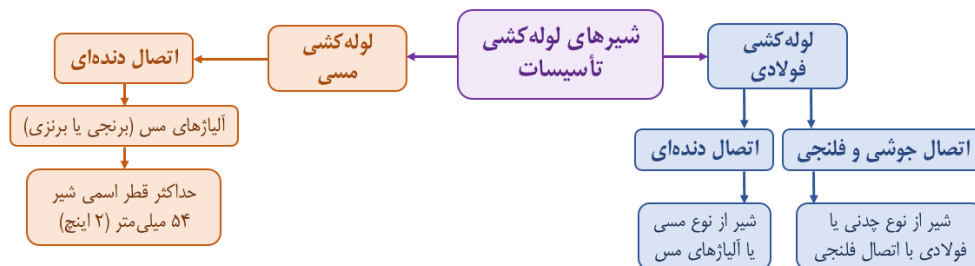 شیرهای لوله‌کشی
تأسیسات
لوله‌کشی
فولادی
اتصال جوشی و فلنجی
شیر از نوع چدنی یا
فولادی با اتصال فلنجی
اتصال دنده‌ای
شیر از نوع مسی
یا آلیاژهای مس
لوله‌کشی
مسی
اتصال دنده‌ای
آلیاژهای مس (برنجی یا برنزی)
حداکثر قطر اسمی شیر
۵۴ میلی‌متر (۲ اینچ)